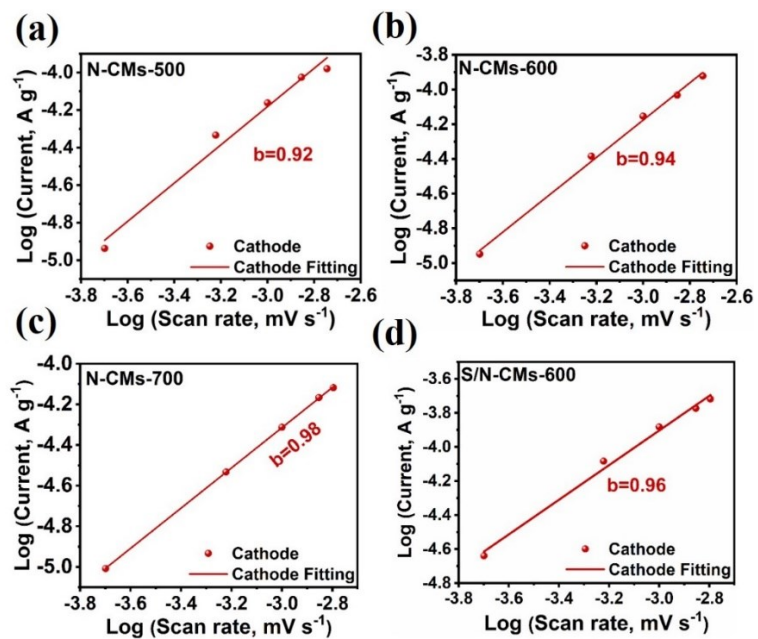 (a)
N-CMs-500
b=0.92
Cathode
Cathode Fitting
Log (Current, A g⁻¹)
-4.0
-4.2
-4.4
-4.6
-4.8
-5.0
-3.8 -3.6 -3.4 -3.2 -3.0 -2.8 -2.6
Log (Scan rate, mV s⁻¹)
(b)
N-CMs-600
b=0.94
Cathode
Cathode Fitting
Log (Current, A g⁻¹)
-3.8
-4.0
-4.2
-4.4
-4.6
-4.8
-5.0
-3.8 -3.6 -3.4 -3.2 -3.0 -2.8 -2.6
Log (Scan rate, mV s⁻¹)
(c)
N-CMs-700
b=0.98
Cathode
Cathode Fitting
Log (Current, A g⁻¹)
-4.0
-4.2
-4.4
-4.6
-4.8
-5.0
-3.8 -3.6 -3.4 -3.2 -3.0 -2.8
Log (Scan rate, mV s⁻¹)
(d)
S/N-CMs-600
b=0.96
Cathode
Cathode Fitting
Log (Current, A g⁻¹)
-3.6
-3.8
-4.0
-4.2
-4.4
-4.6
-4.8
-3.8 -3.6 -3.4 -3.2 -3.0 -2.8
Log (Scan rate, mV s⁻¹)